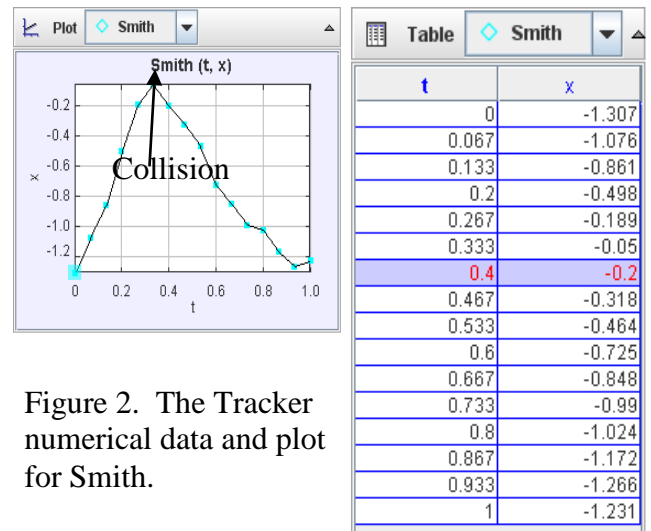 Plot Smith
Smith (t, x)
-0.2
-0.4
-0.6
-0.8
-1.0
-1.2
x
0 0.2 0.4 0.6 0.8 1.0
t
Collision
Figure 2. The Tracker
numerical data and plot
for Smith.
Table Smith
t x
0 -1.307
0.067 -1.076
0.133 -0.861
0.2 -0.498
0.267 -0.189
0.333 -0.05
0.4 -0.2
0.467 -0.318
0.533 -0.464
0.6 -0.725
0.667 -0.848
0.733 -0.99
0.8 -1.024
0.867 -1.172
0.933 -1.266
1 -1.231